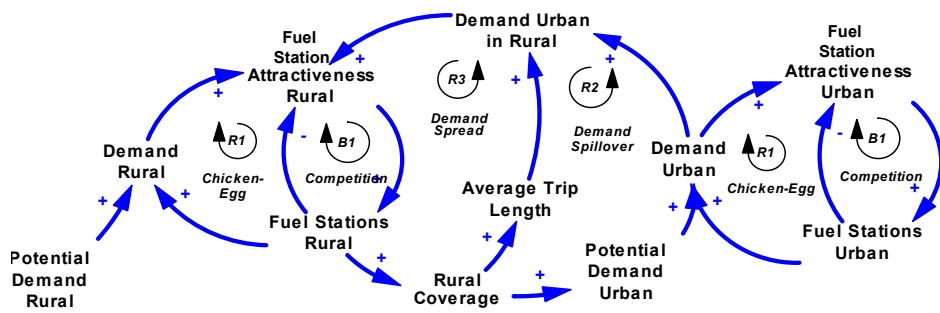 Fuel
Station
Attractiveness
Rural
+
+
Demand Urban
in Rural
+
+
Fuel
Station
Attractiveness
Urban
+
R1
Chicken-
Egg
-
B1
Competition
+
R3
Demand
Spread
R2
Demand
Spillover
Demand
Rural
+
+
Demand
Urban
+
+
R1
Chicken-Egg
-
B1
Competition
+
Fuel Stations
Rural
+
Average Trip
Length
+
Fuel Stations
Urban
Potential
Demand
Rural
Rural
Coverage
+
Potential
Demand
Urban